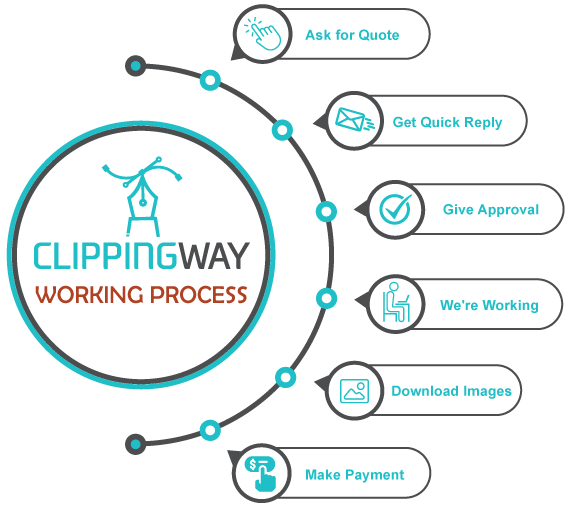 Ask for Quote
Get Quick Reply
Give Approval
CLIPPINGWAY
WORKING PROCESS
We're Working
Download Images
$
Make Payment